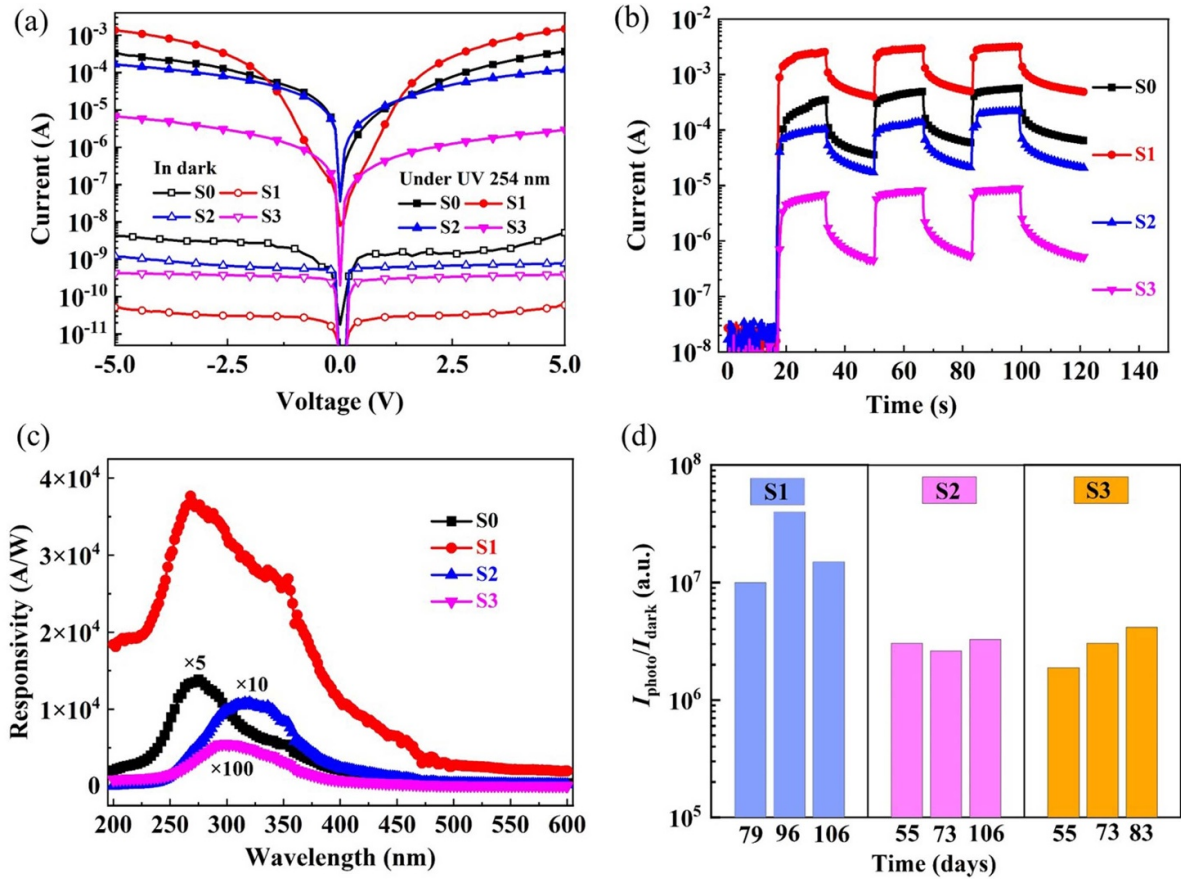 (a)
10⁻³
10⁻⁴
10⁻⁵
10⁻⁶
10⁻⁷
10⁻⁸
10⁻⁹
10⁻¹⁰
10⁻¹¹
Current (A)
In dark
S0 S1
S2 S3
Under UV 254 nm
S0 S1
S2 S3
-5.0 -2.5 0.0 2.5 5.0
Voltage (V)
(b)
10⁻²
10⁻³
10⁻⁴
10⁻⁵
10⁻⁶
10⁻⁷
10⁻⁸
Current (A)
S0
S1
S2
S3
0 20 40 60 80 100 120 140
Time (s)
(c)
4×10⁴
3×10⁴
2×10⁴
1×10⁴
0
Responsivity (A/W)
S0
S1
S2
S3
×5
×10
×100
200 250 300 350 400 450 500 550 600
Wavelength (nm)
(d)
10⁸
10⁷
10⁶
10⁵
Iphoto/Idark (a.u.)
S1 S2 S3
79 96 106 55 73 106 55 73 83
Time (days)